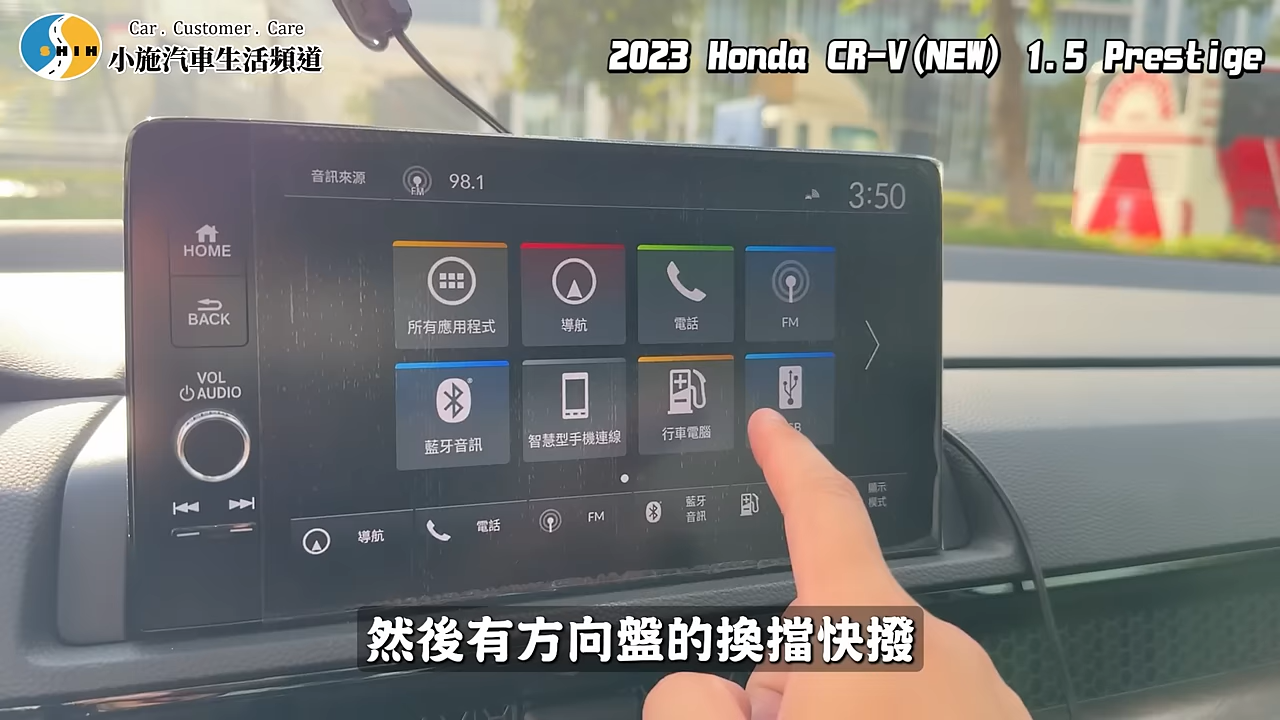 Car . Customer . Care
SHIH
小施汽車生活頻道
2023 Honda CR-V(NEW) 1.5 Prestige
音訊來源
FM
98.1
3:50
HOME
BACK
VOL
AUDIO
所有應用程式
導航
電話
FM
藍牙音訊
智慧型手機連線
行車電腦
導航
電話
FM
藍牙
音訊
顯示
模式
然後有方向盤的換擋快撥